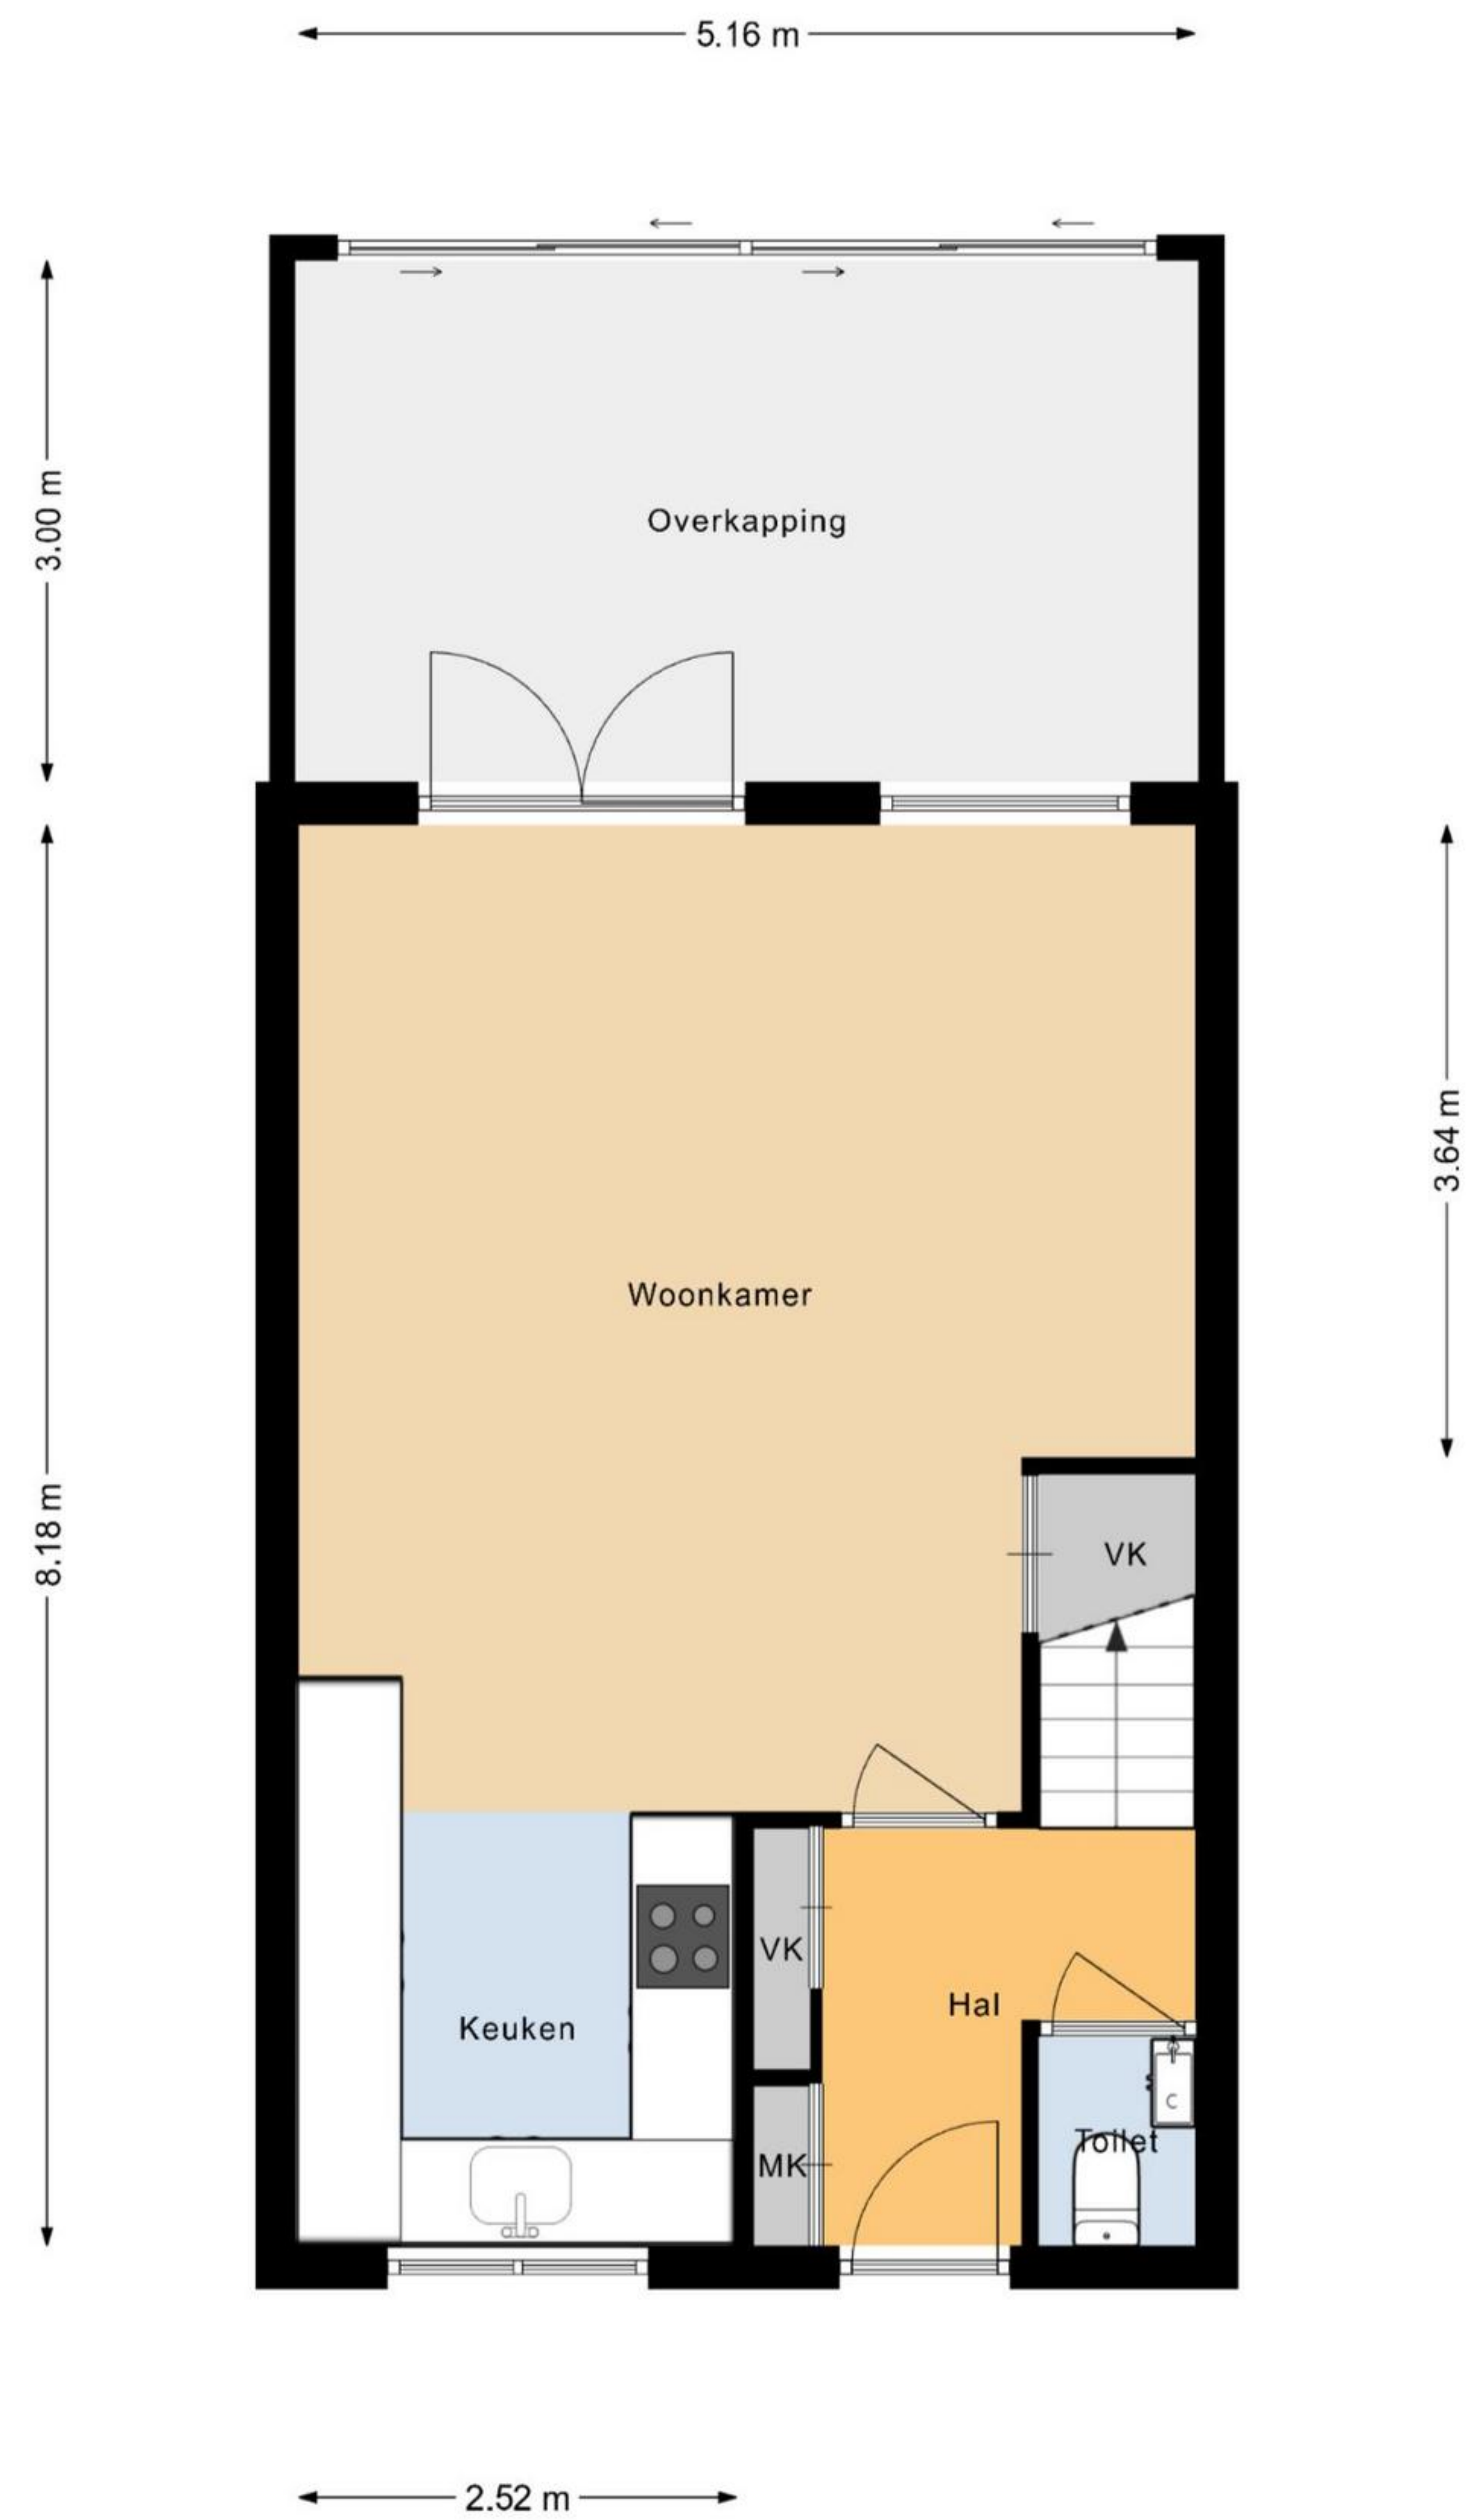 5.16 m
3.00 m
Overkapping
3.64 m
Woonkamer
8.18 m
VK
VK
Hal
Keuken
Toilet
MK
2.52 m